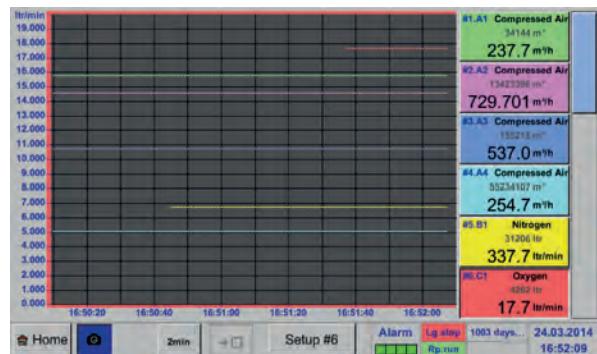 ltr/min
19.000
18.000
17.000
16.000
15.000
14.000
13.000
12.000
11.000
10.000
9.000
8.000
7.000
6.000
5.000
4.000
3.000
2.000
1.000
0.000
16:50:20 16:50:40 16:51:00 16:51:20 16:51:40 16:52:00
#1.A1 Compressed Air
34144 m³
237.7 m³/h
#2.A2 Compressed Air
m³
729.701 m³/h
#3.A3 Compressed Air
m³
537.0 m³/h
#4.A4 Compressed Air
55234107 m³
254.7 m³/h
#5.B1 Nitrogen
31206 ltr
337.7 ltr/min
#6.C1 Oxygen
4262 ltr
17.7 ltr/min
Home 2min Setup #6 Alarm Lg.stop 1003 days... 24.03.2014
Rp.run 16:52:09